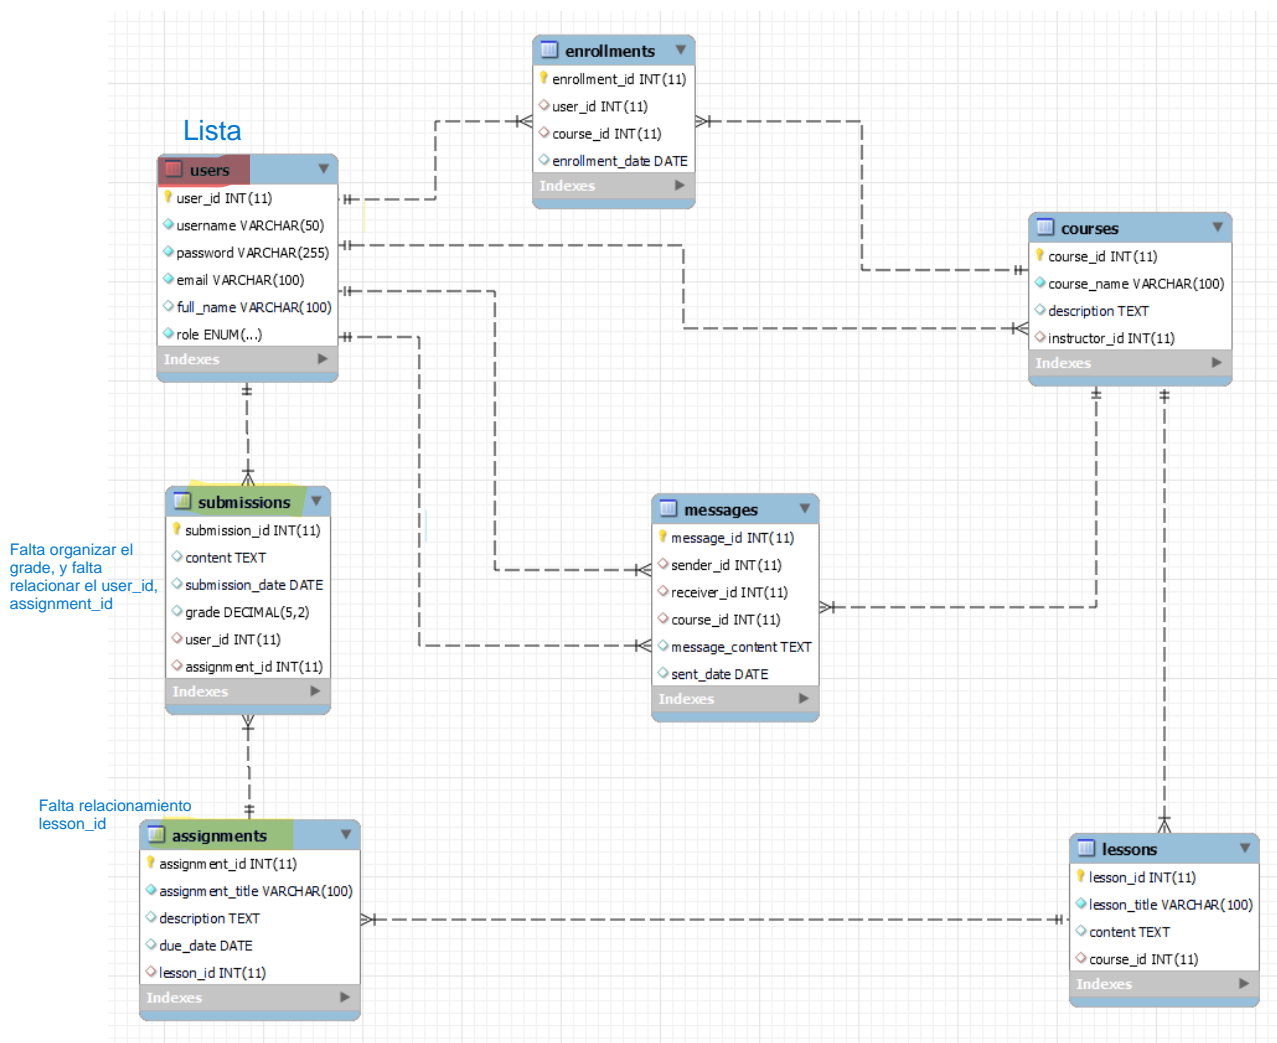 enrollments
enrollment_id INT(11)
user_id INT(11)
course_id INT(11)
enrollment_date DATE
Indexes
Lista
users
user_id INT(11)
username VARCHAR(50)
password VARCHAR(255)
email VARCHAR(100)
full_name VARCHAR(100)
role ENUM(...)
Indexes
courses
course_id INT(11)
course_name VARCHAR(100)
description TEXT
instructor_id INT(11)
Indexes
Falta organizar el
grade, y falta
relacionar el user_id,
assignment_id
submissions
submission_id INT(11)
content TEXT
submission_date DATE
grade DECIMAL(5,2)
user_id INT(11)
assignment_id INT(11)
Indexes
messages
message_id INT(11)
sender_id INT(11)
receiver_id INT(11)
course_id INT(11)
message_content TEXT
sent_date DATE
Indexes
Falta relacionamiento
lesson_id
assignments
assignment_id INT(11)
assignment_title VARCHAR(100)
description TEXT
due_date DATE
lesson_id INT(11)
Indexes
lessons
lesson_id INT(11)
lesson_title VARCHAR(100)
content TEXT
course_id INT(11)
Indexes